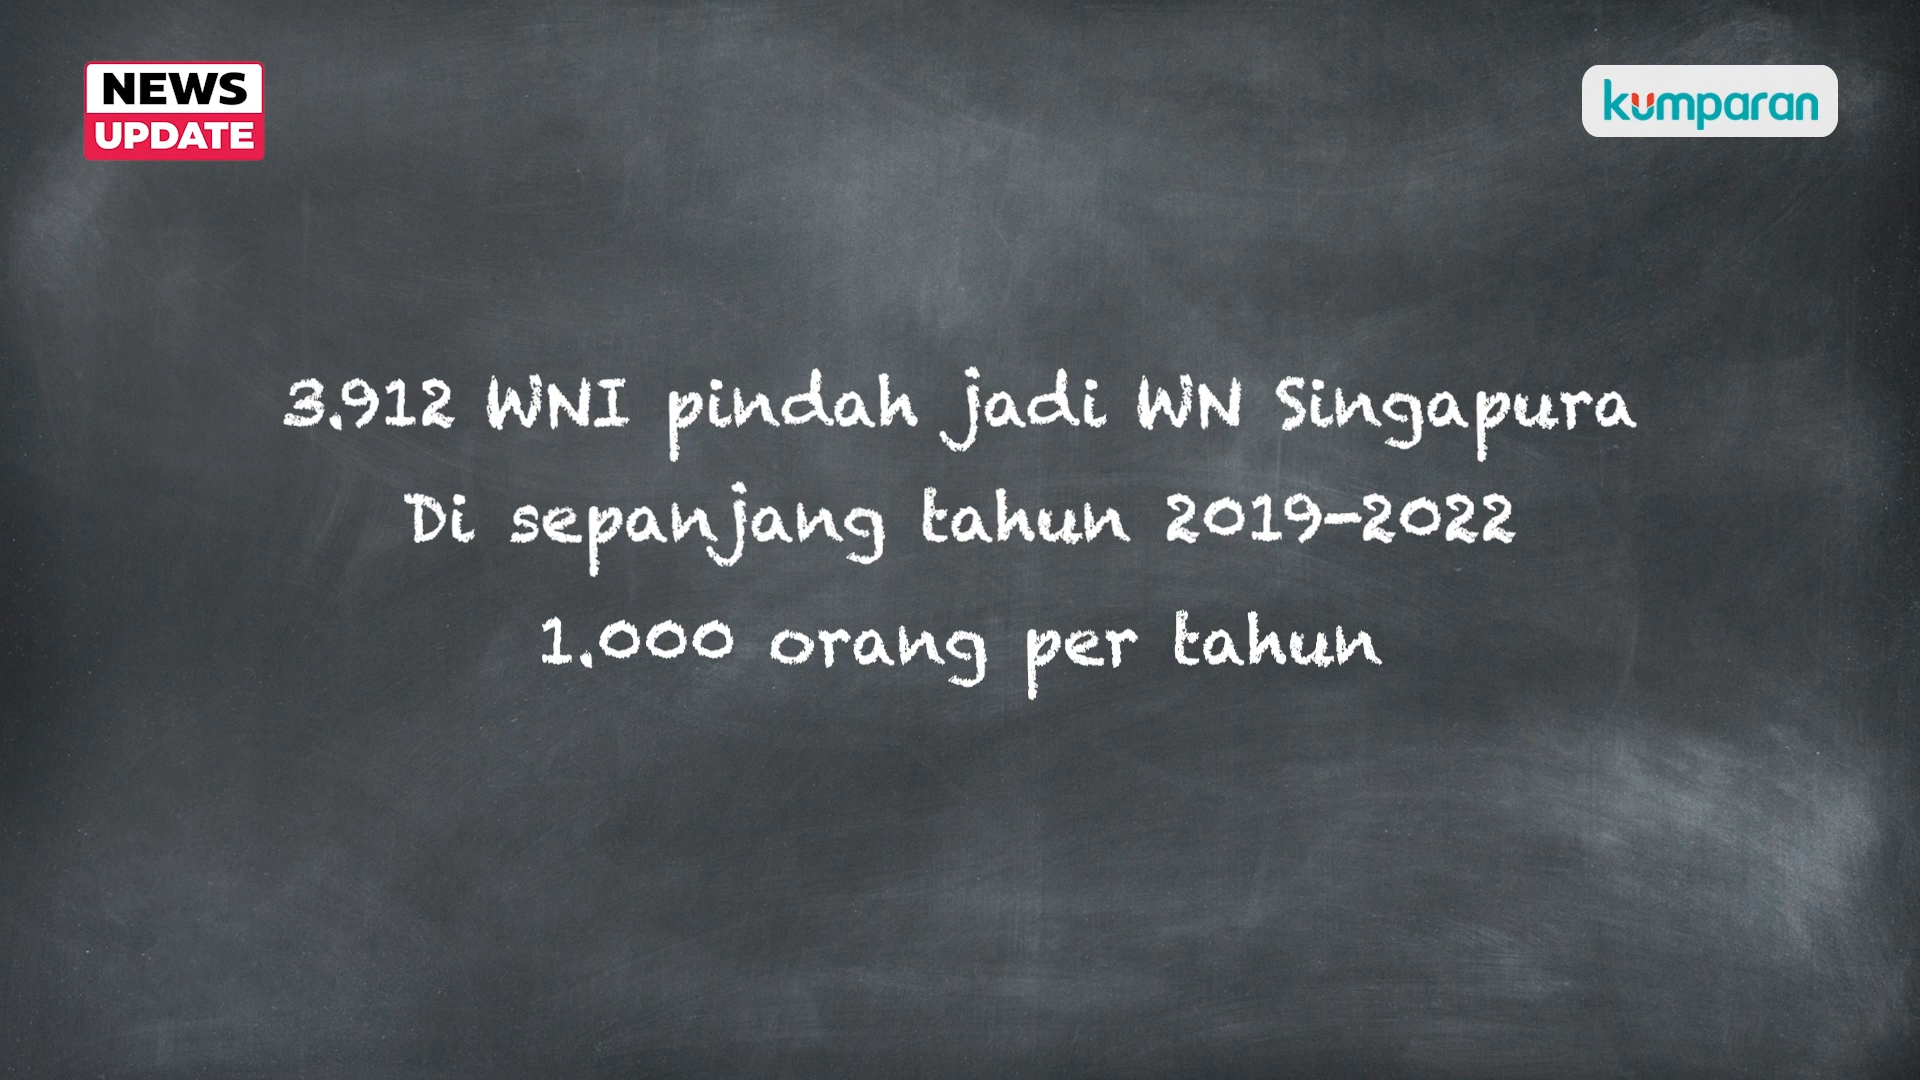 NEWS
UPDATE
kumparan
3.912 WNI pindah jadi WN Singapura
Di sepanjang tahun 2019-2022
1.000 orang per tahun